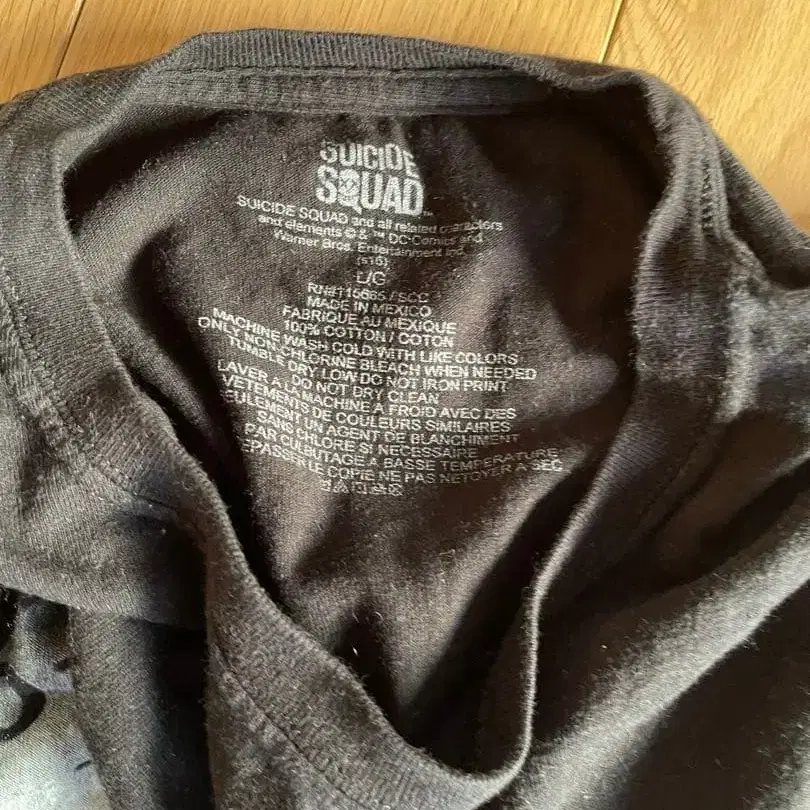 SUICIDE
SQUAD™
SUICIDE SQUAD and all related characters
and elements © & ™ DC Comics and
Warner Bros. Entertainment Inc.
(s16)
L/G
RN#115665 / SCC
MADE IN MEXICO
FABRIQUE AU MEXIQUE
100% COTTON / COTON
MACHINE WASH COLD WITH LIKE COLORS
ONLY NON CHLORINE BLEACH WHEN NEEDED
TUMBLE DRY LOW DO NOT IRON PRINT
DO NOT DRY CLEAN
LAVER A LA MACHINE A FROID AVEC DES
VETEMENTS DE COULEURS SIMILAIRES
EULEMENT UN AGENT DE BLANCHIMENT
SANS CHLORE SI NECESSAIRE
PAR CULBUTAGE A BASSE TEMPERATURE
EPASSER LE COPIE NE PAS NETOYER A SEC